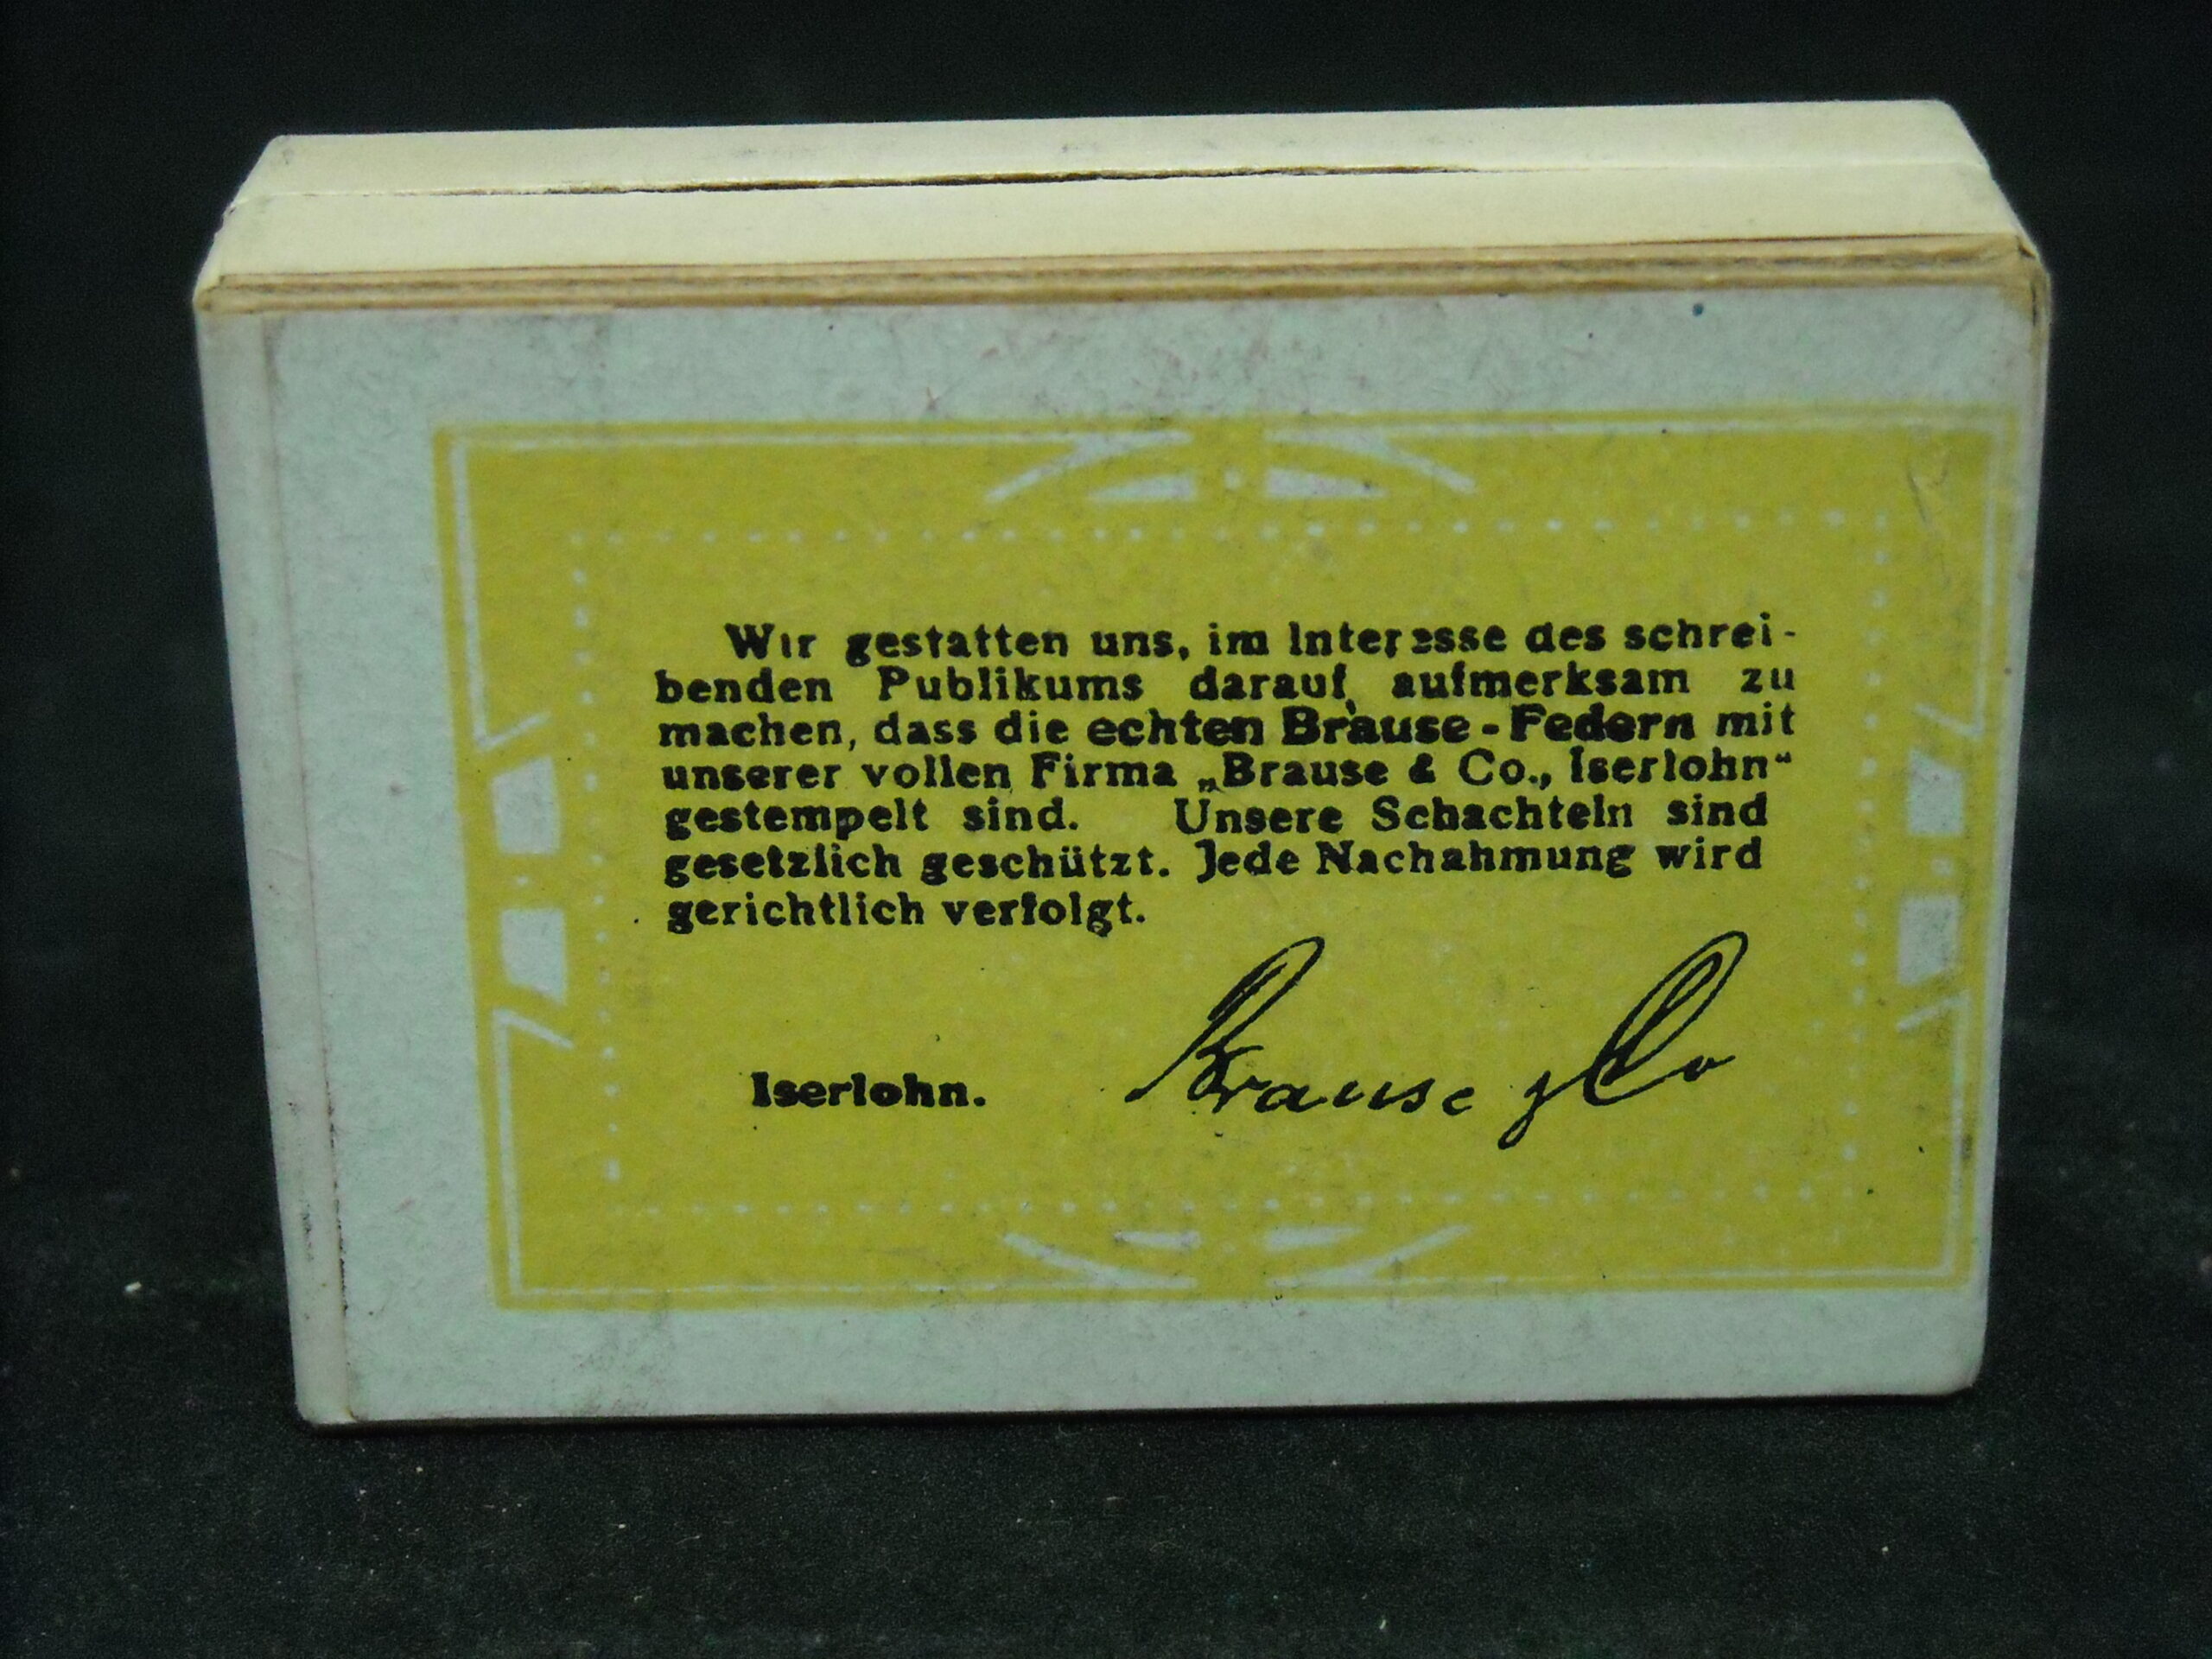 Wir gestatten uns, im Interesse des schrei-
benden Publikums darauf aufmerksam zu
machen, dass die echten Brause-Federn mit
unserer vollen Firma „Brause & Co., Iserlohn“
gestempelt sind. Unsere Schachteln sind
gesetzlich geschützt. Jede Nachahmung wird
gerichtlich verfolgt.
Iserlohn. Brause & Co